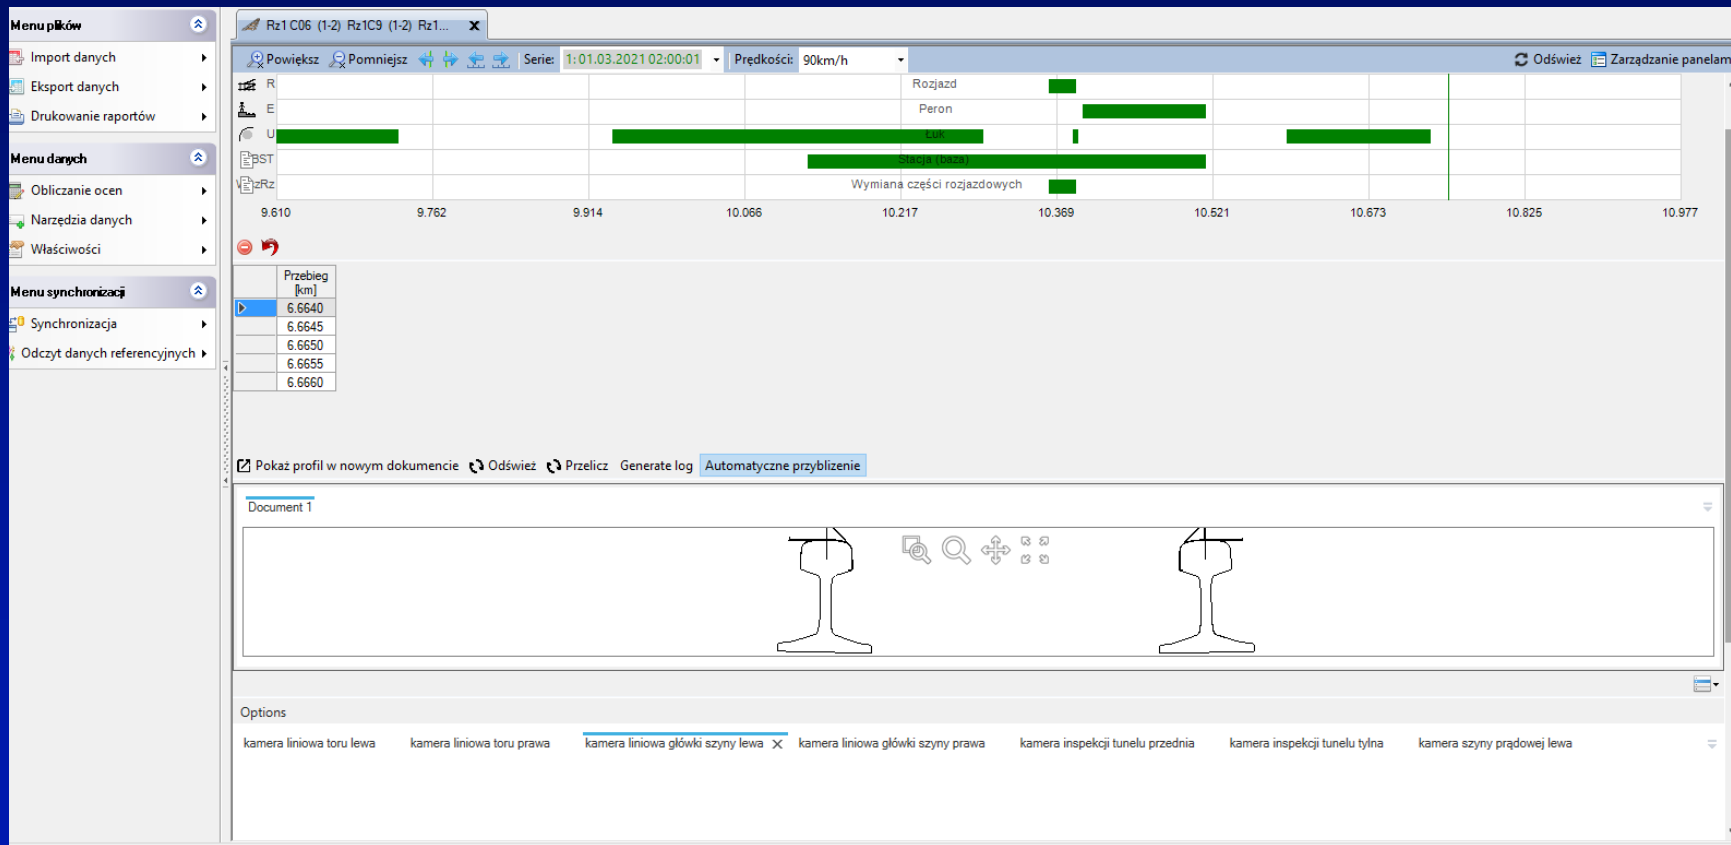 Menu plików
Import danych
Eksport danych
Drukowanie raportów
Menu danych
Obliczanie ocen
Narzędzia danych
Właściwości
Menu synchronizacji
Synchronizacja
Odczyt danych referencyjnych
Rz1 C06 (1-2) Rz1C9 (1-2) Rz1...
Powiększ Pomniejsz Serie: 1: 01.03.2021 02:00:01 Prędkości: 90km/h Odśwież Zarządzanie panelam
R Rozjazd
E Peron
U Łuk
BST Stacja (baza)
zRz Wymiana części rozjazdowych
9.610 9.762 9.914 10.066 10.217 10.369 10.521 10.673 10.825 10.977
Przebieg
[km]
6.6640
6.6645
6.6650
6.6655
6.6660
Pokaż profil w nowym dokumencie Odśwież Przelicz Generate log Automatyczne przyblizenie
Document 1
Options
kamera liniowa toru lewa kamera liniowa toru prawa kamera liniowa główki szyny lewa kamera liniowa główki szyny prawa kamera inspekcji tunelu przednia kamera inspekcji tunelu tylna kamera szyny prądowej lewa